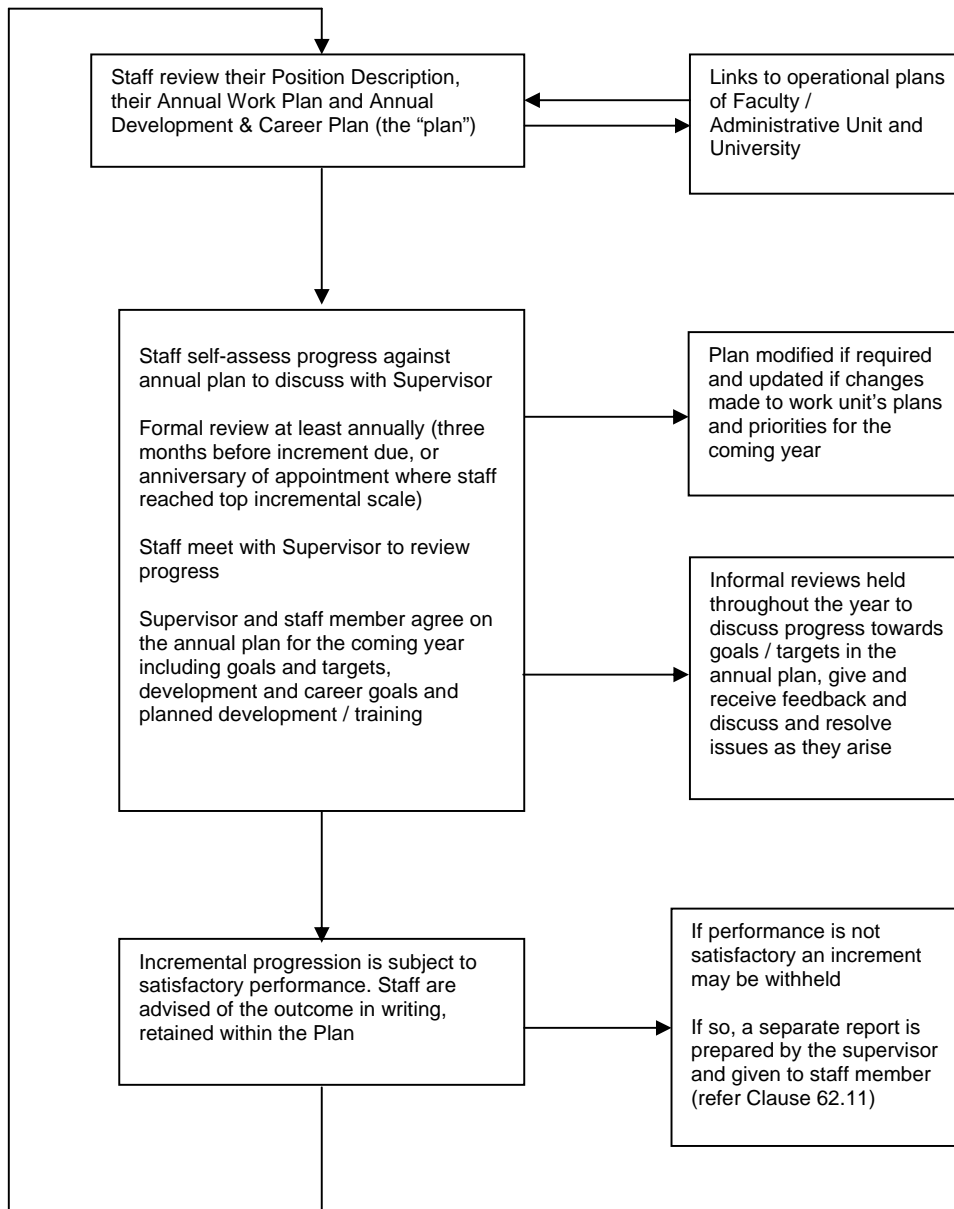 Staff review their Position Description,
their Annual Work Plan and Annual
Development & Career Plan (the “plan”)
Links to operational plans
of Faculty /
Administrative Unit and
University
Staff self-assess progress against
annual plan to discuss with Supervisor
Formal review at least annually (three
months before increment due, or
anniversary of appointment where staff
reached top incremental scale)
Staff meet with Supervisor to review
progress
Supervisor and staff member agree on
the annual plan for the coming year
including goals and targets,
development and career goals and
planned development / training
Plan modified if required
and updated if changes
made to work unit’s plans
and priorities for the
coming year
Informal reviews held
throughout the year to
discuss progress towards
goals / targets in the
annual plan, give and
receive feedback and
discuss and resolve
issues as they arise
Incremental progression is subject to
satisfactory performance. Staff are
advised of the outcome in writing,
retained within the Plan
If performance is not
satisfactory an increment
may be withheld
If so, a separate report is
prepared by the supervisor
and given to staff member
(refer Clause 62.11)